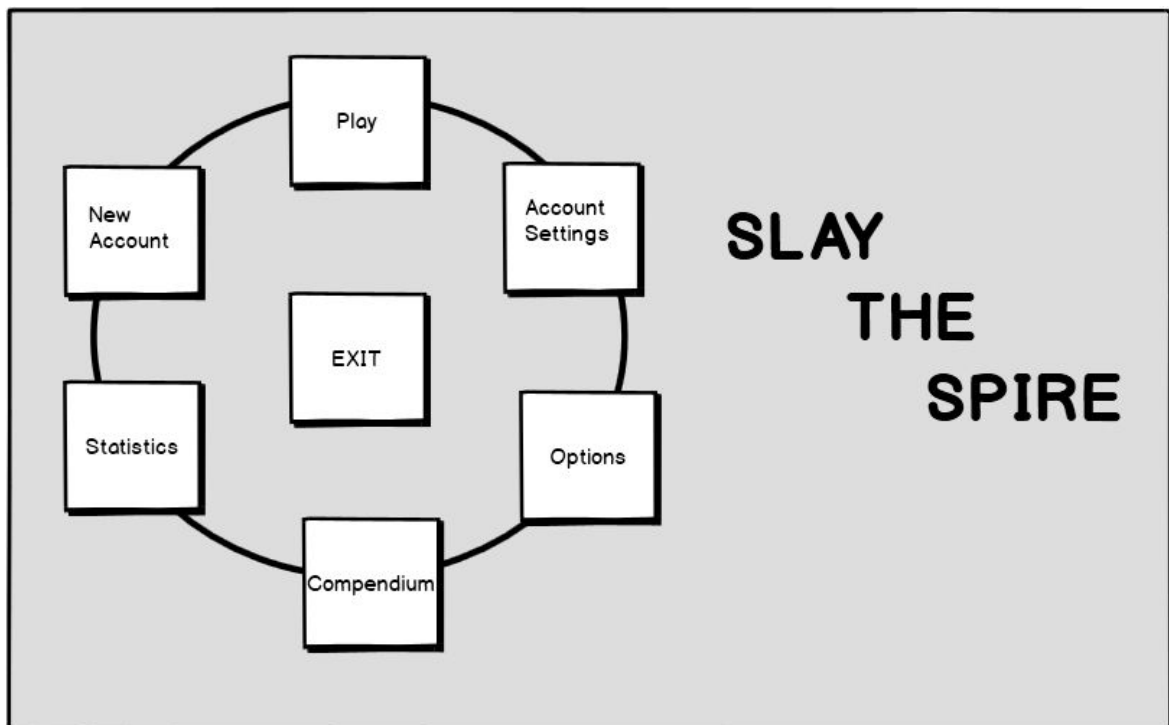 Play
New
Account
Account
Settings
SLAY
THE
SPIRE
EXIT
Statistics
Options
Compendium